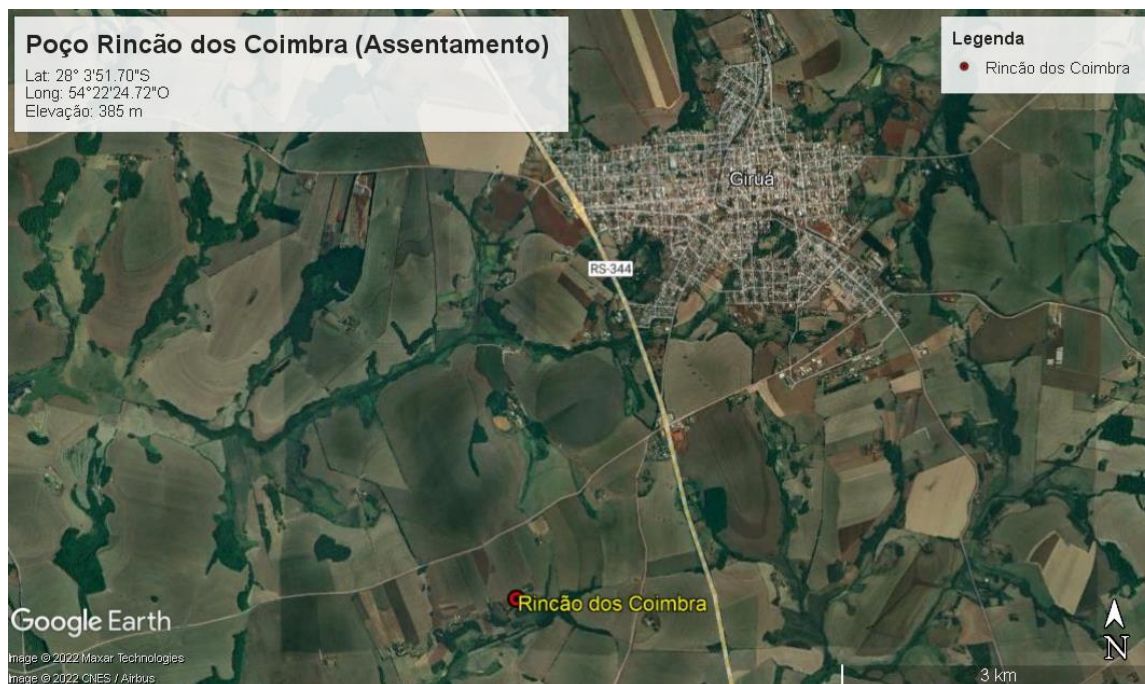 Poço Rincão dos Coimbra (Assentamento)
Lat: 28° 3'51.70"S
Long: 54°22'24.72"O
Elevação: 385 m
Legenda
Rincão dos Coimbra
Giruá
RS-344
Rincão dos Coimbra
Google Earth
Image © 2022 Maxar Technologies
Image © 2022 CNES / Airbus
N
3 km